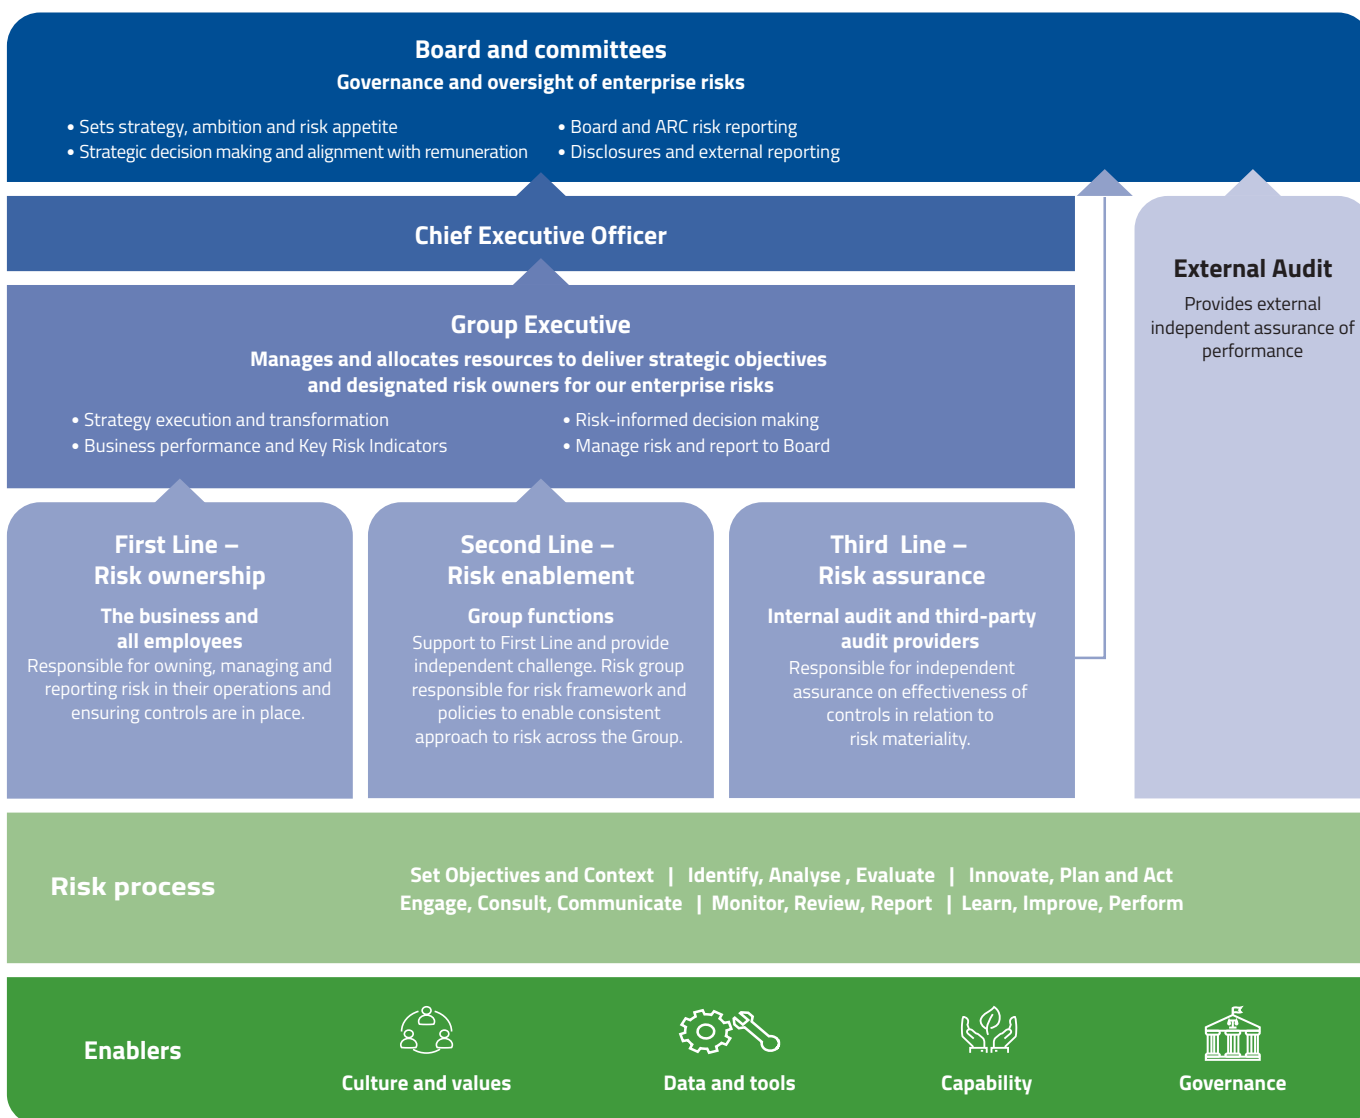 Board and committees
Governance and oversight of enterprise risks
• Sets strategy, ambition and risk appetite
• Strategic decision making and alignment with remuneration
• Board and ARC risk reporting
• Disclosures and external reporting
Chief Executive Officer
Group Executive
Manages and allocates resources to deliver strategic objectives
and designated risk owners for our enterprise risks
• Strategy execution and transformation
• Business performance and Key Risk Indicators
• Risk-informed decision making
• Manage risk and report to Board
External Audit
Provides external
independent assurance of
performance
First Line –
Risk ownership
The business and
all employees
Responsible for owning, managing and
reporting risk in their operations and
ensuring controls are in place.
Second Line –
Risk enablement
Group functions
Support to First Line and provide
independent challenge. Risk group
responsible for risk framework and
policies to enable consistent
approach to risk across the Group.
Third Line –
Risk assurance
Internal audit and third-party
audit providers
Responsible for independent
assurance on effectiveness of
controls in relation to
risk materiality.
Risk process
Set Objectives and Context | Identify, Analyse , Evaluate | Innovate, Plan and Act
Engage, Consult, Communicate | Monitor, Review, Report | Learn, Improve, Perform
Enablers
Culture and values
Data and tools
Capability
Governance